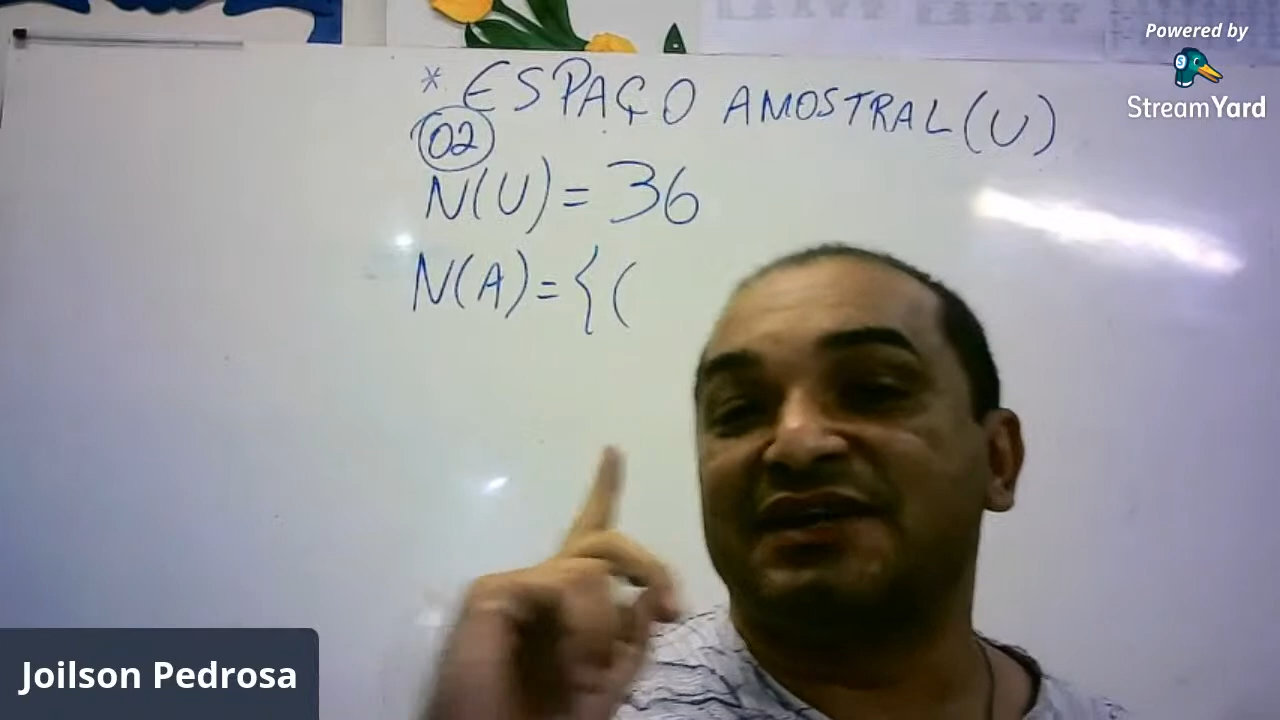 Powered by
StreamYard
* ESPAÇO AMOSTRAL (U)
02
N(U) = 36
N(A) = { (
Joilson Pedrosa